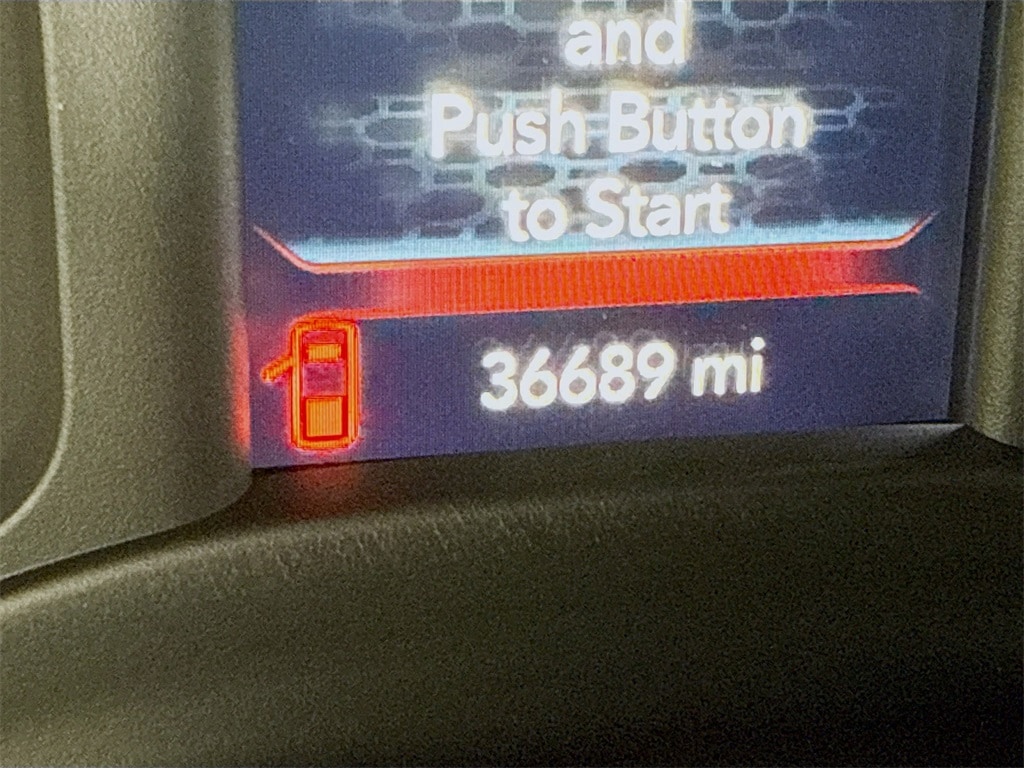 and
Push Button
to Start
36689 mi